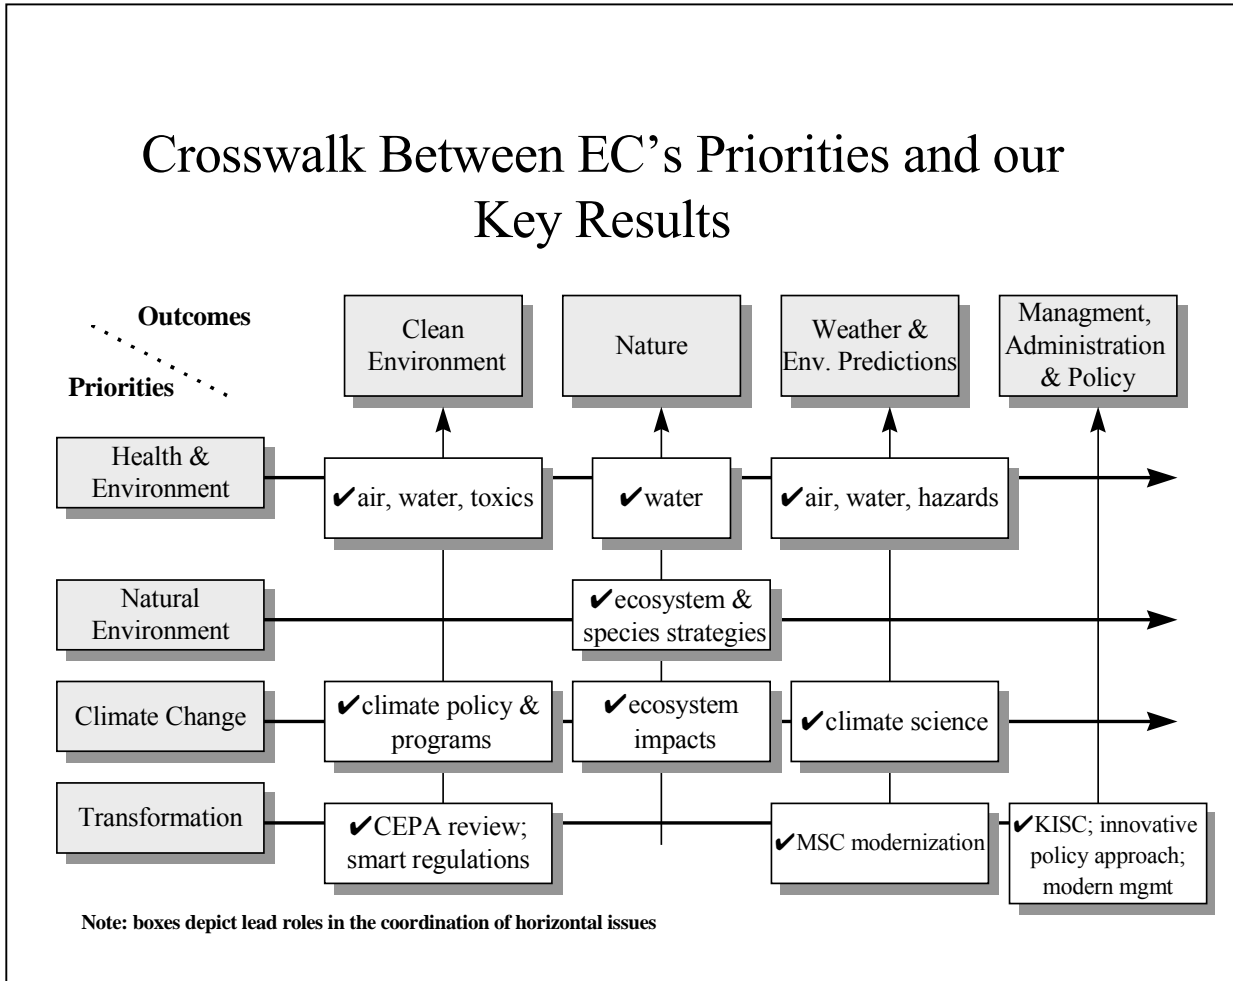 Crosswalk Between EC’s Priorities and our
Key Results
Outcomes
Priorities
Clean
Environment
Nature
Weather &
Env. Predictions
Managment,
Administration
& Policy
Health &
Environment
✔air, water, toxics
✔water
✔air, water, hazards
Natural
Environment
✔ecosystem &
species strategies
Climate Change
✔climate policy &
programs
✔ecosystem
impacts
✔climate science
Transformation
✔CEPA review;
smart regulations
✔MSC modernization
✔KISC; innovative
policy approach;
modern mgmt
Note: boxes depict lead roles in the coordination of horizontal issues